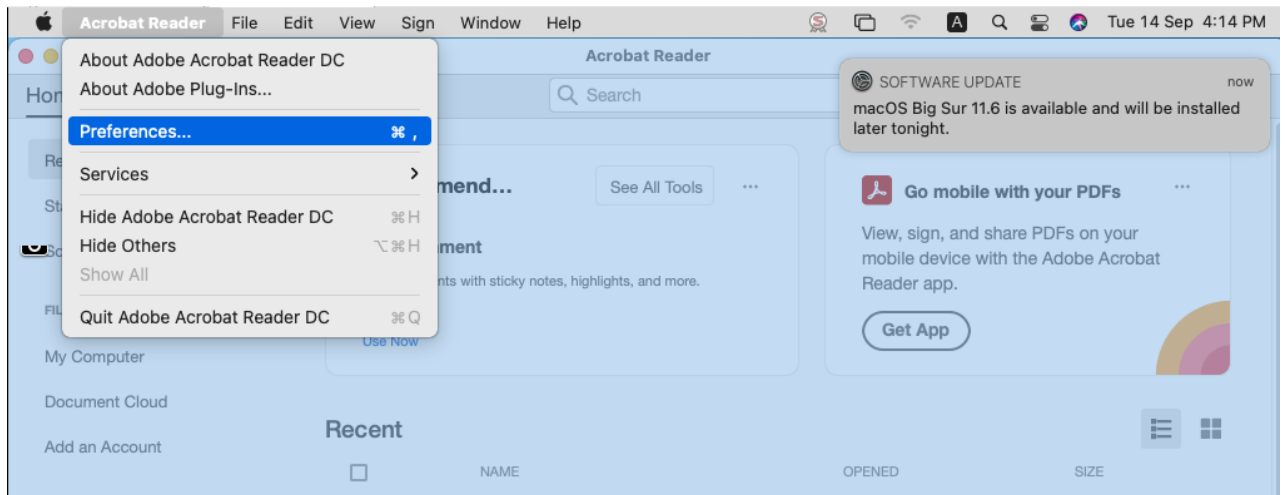 Acrobat Reader File Edit View Sign Window Help A Tue 14 Sep 4:14 PM
Acrobat Reader
About Adobe Acrobat Reader DC
About Adobe Plug-Ins...
Preferences... ⌘ ,
Services >
Hide Adobe Acrobat Reader DC ⌘H
Hide Others ⌥⌘H
Show All
Quit Adobe Acrobat Reader DC ⌘Q
Search
SOFTWARE UPDATE now
macOS Big Sur 11.6 is available and will be installed
later tonight.
mend...
See All Tools ...
ment
nts with sticky notes, highlights, and more.
Use Now
Go mobile with your PDFs ...
View, sign, and share PDFs on your
mobile device with the Adobe Acrobat
Reader app.
Get App
My Computer
Document Cloud
Add an Account
Recent
NAME OPENED SIZE